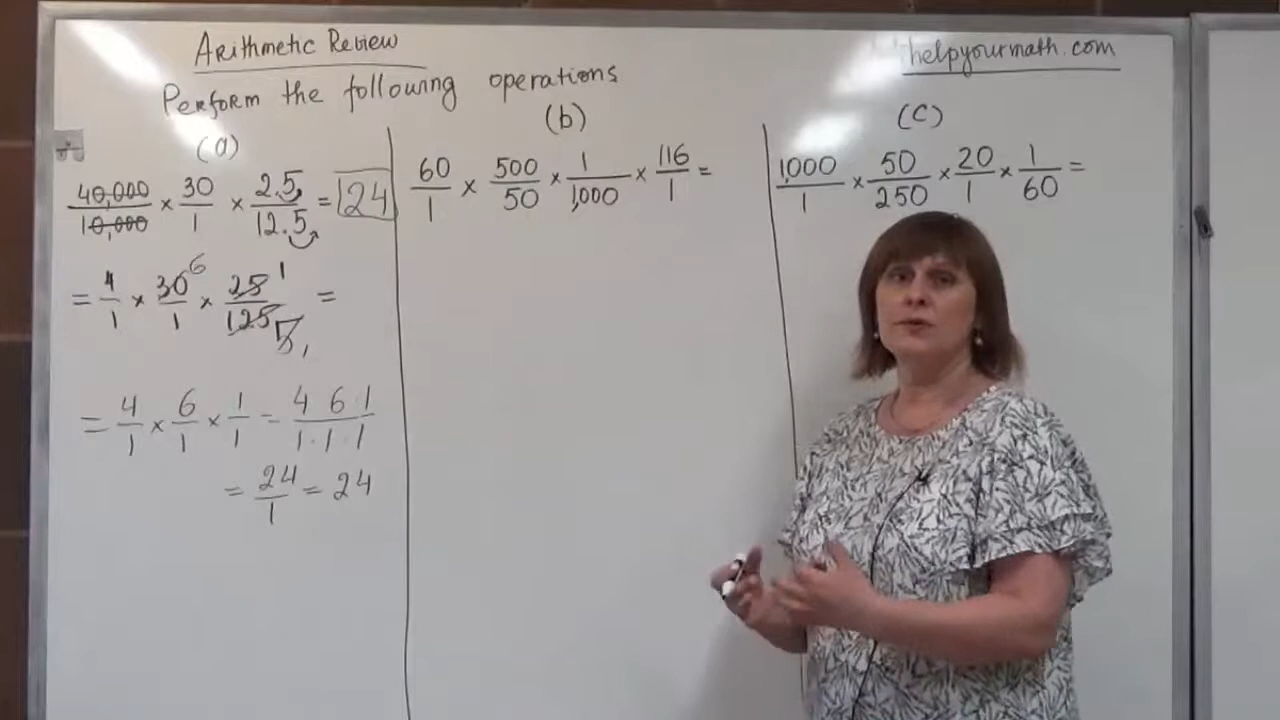 Arithmetic Review
helpyourmath.com
Perform the following operations
(a)
40,000/10,000 × 30/1 × 2.5/12.5 = 24
= 4/1 × 30 6/1 × 25 1/125 5 1 =
= 4/1 × 6/1 × 1/1 = 4 6 1/1·1·1
= 24/1 = 24
(b)
60/1 × 500/50 × 1/1,000 × 116/1 =
(c)
1,000/1 × 50/250 × 20/1 × 1/60 =